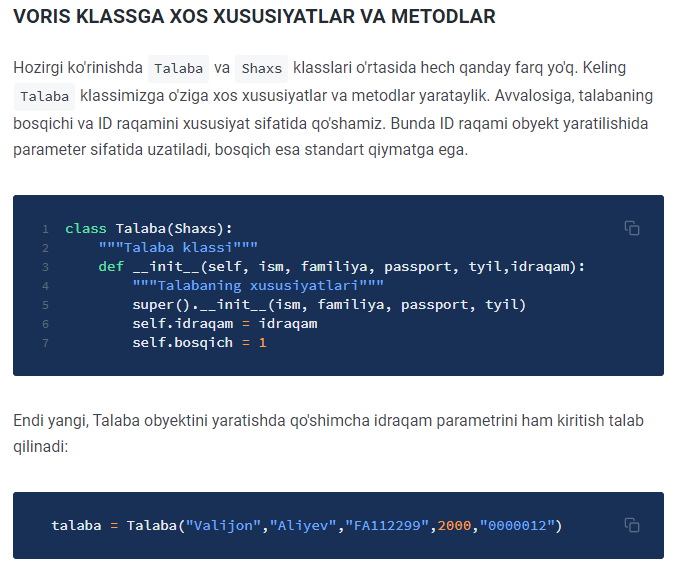 VORIS KLASSGA XOS XUSUSIYATLAR VA METODLAR
Hozirgi ko'rinishda Talaba va Shaxs klasslari o'rtasida hech qanday farq yo'q. Keling
Talaba klassimizga o'ziga xos xususiyatlar va metodlar yarataylik. Avvalosiga, talabaning
bosqichi va ID raqamini xususiyat sifatida qo'shamiz. Bunda ID raqami obyekt yaratilishida
parameter sifatida uzatiladi, bosqich esa standart qiymatga ega.
1 class Talaba(Shaxs):
2     """Talaba klassi"""
3     def __init__(self, ism, familiya, passport, tyil,idraqam):
4         """Talabaning xususiyatlari"""
5         super().__init__(ism, familiya, passport, tyil)
6         self.idraqam = idraqam
7         self.bosqich = 1
Endi yangi, Talaba obyektini yaratishda qo'shimcha idraqam parametrini ham kiritish talab
qilinadi:
talaba = Talaba("Valijon","Aliyev","FA112299",2000,"0000012")